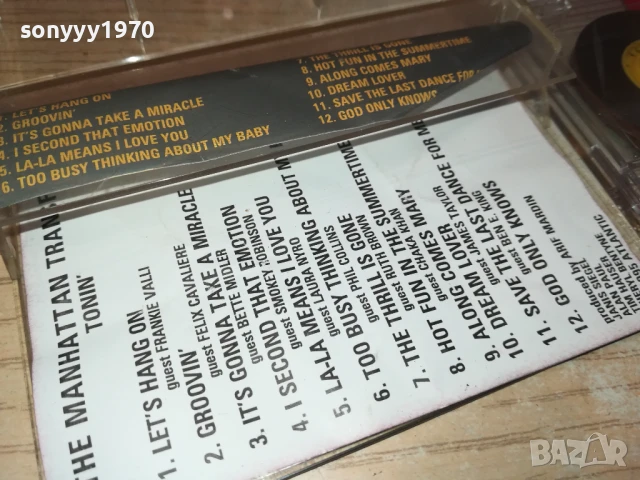 sonyyy1970
1. LET'S HANG ON
2. GROOVIN'
3. IT'S GONNA TAKE A MIRACLE
4. I SECOND THAT EMOTION
5. LA-LA MEANS I LOVE YOU
6. TOO BUSY THINKING ABOUT MY BABY
7. THE THRILL IS GONE
8. HOT FUN IN THE SUMMERTIME
9. ALONG COMES MARY
10. DREAM LOVER
11. SAVE THE LAST DANCE FOR
12. GOD ONLY KNOWS
THE MANHATTAN TRAN
TONIN'
1. LET'S HANG ON
guest FRANKIE VALLI
2. GROOVIN'
guest FELIX CAVALIERE
3. IT'S GONNA TAKE A MIRACLE
guest BETTE MIDLER
4. I SECOND THAT EMOTION
guest SMOKEY ROBINSON
5. LA-LA MEANS I LOVE YOU
guest LAURA NYRO
6. TOO BUSY THINKING ABOUT M
guest PHIL COLLINS
7. THE THRILL IS GONE
guest RUTH BROWN
8. HOT FUN IN THE SUMMERTIME
guest CHAKA KHAN
9. ALONG COMES MARY
10. DREAM LOVER
guest JAMES TAYLOR
11. SAVE THE LAST DANCE FOR ME
guest BEN E. KING
12. GOD ONLY KNOWS
produced by ARIF MARDIN
JANIS SIEGEL
BAZAR